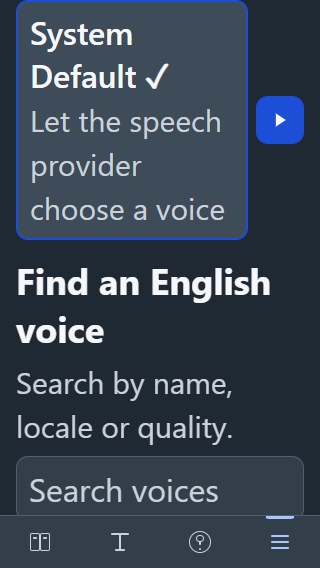 System
Default ✓
Let the speech
provider
choose a voice
Find an English
voice
Search by name,
locale or quality.
Search voices